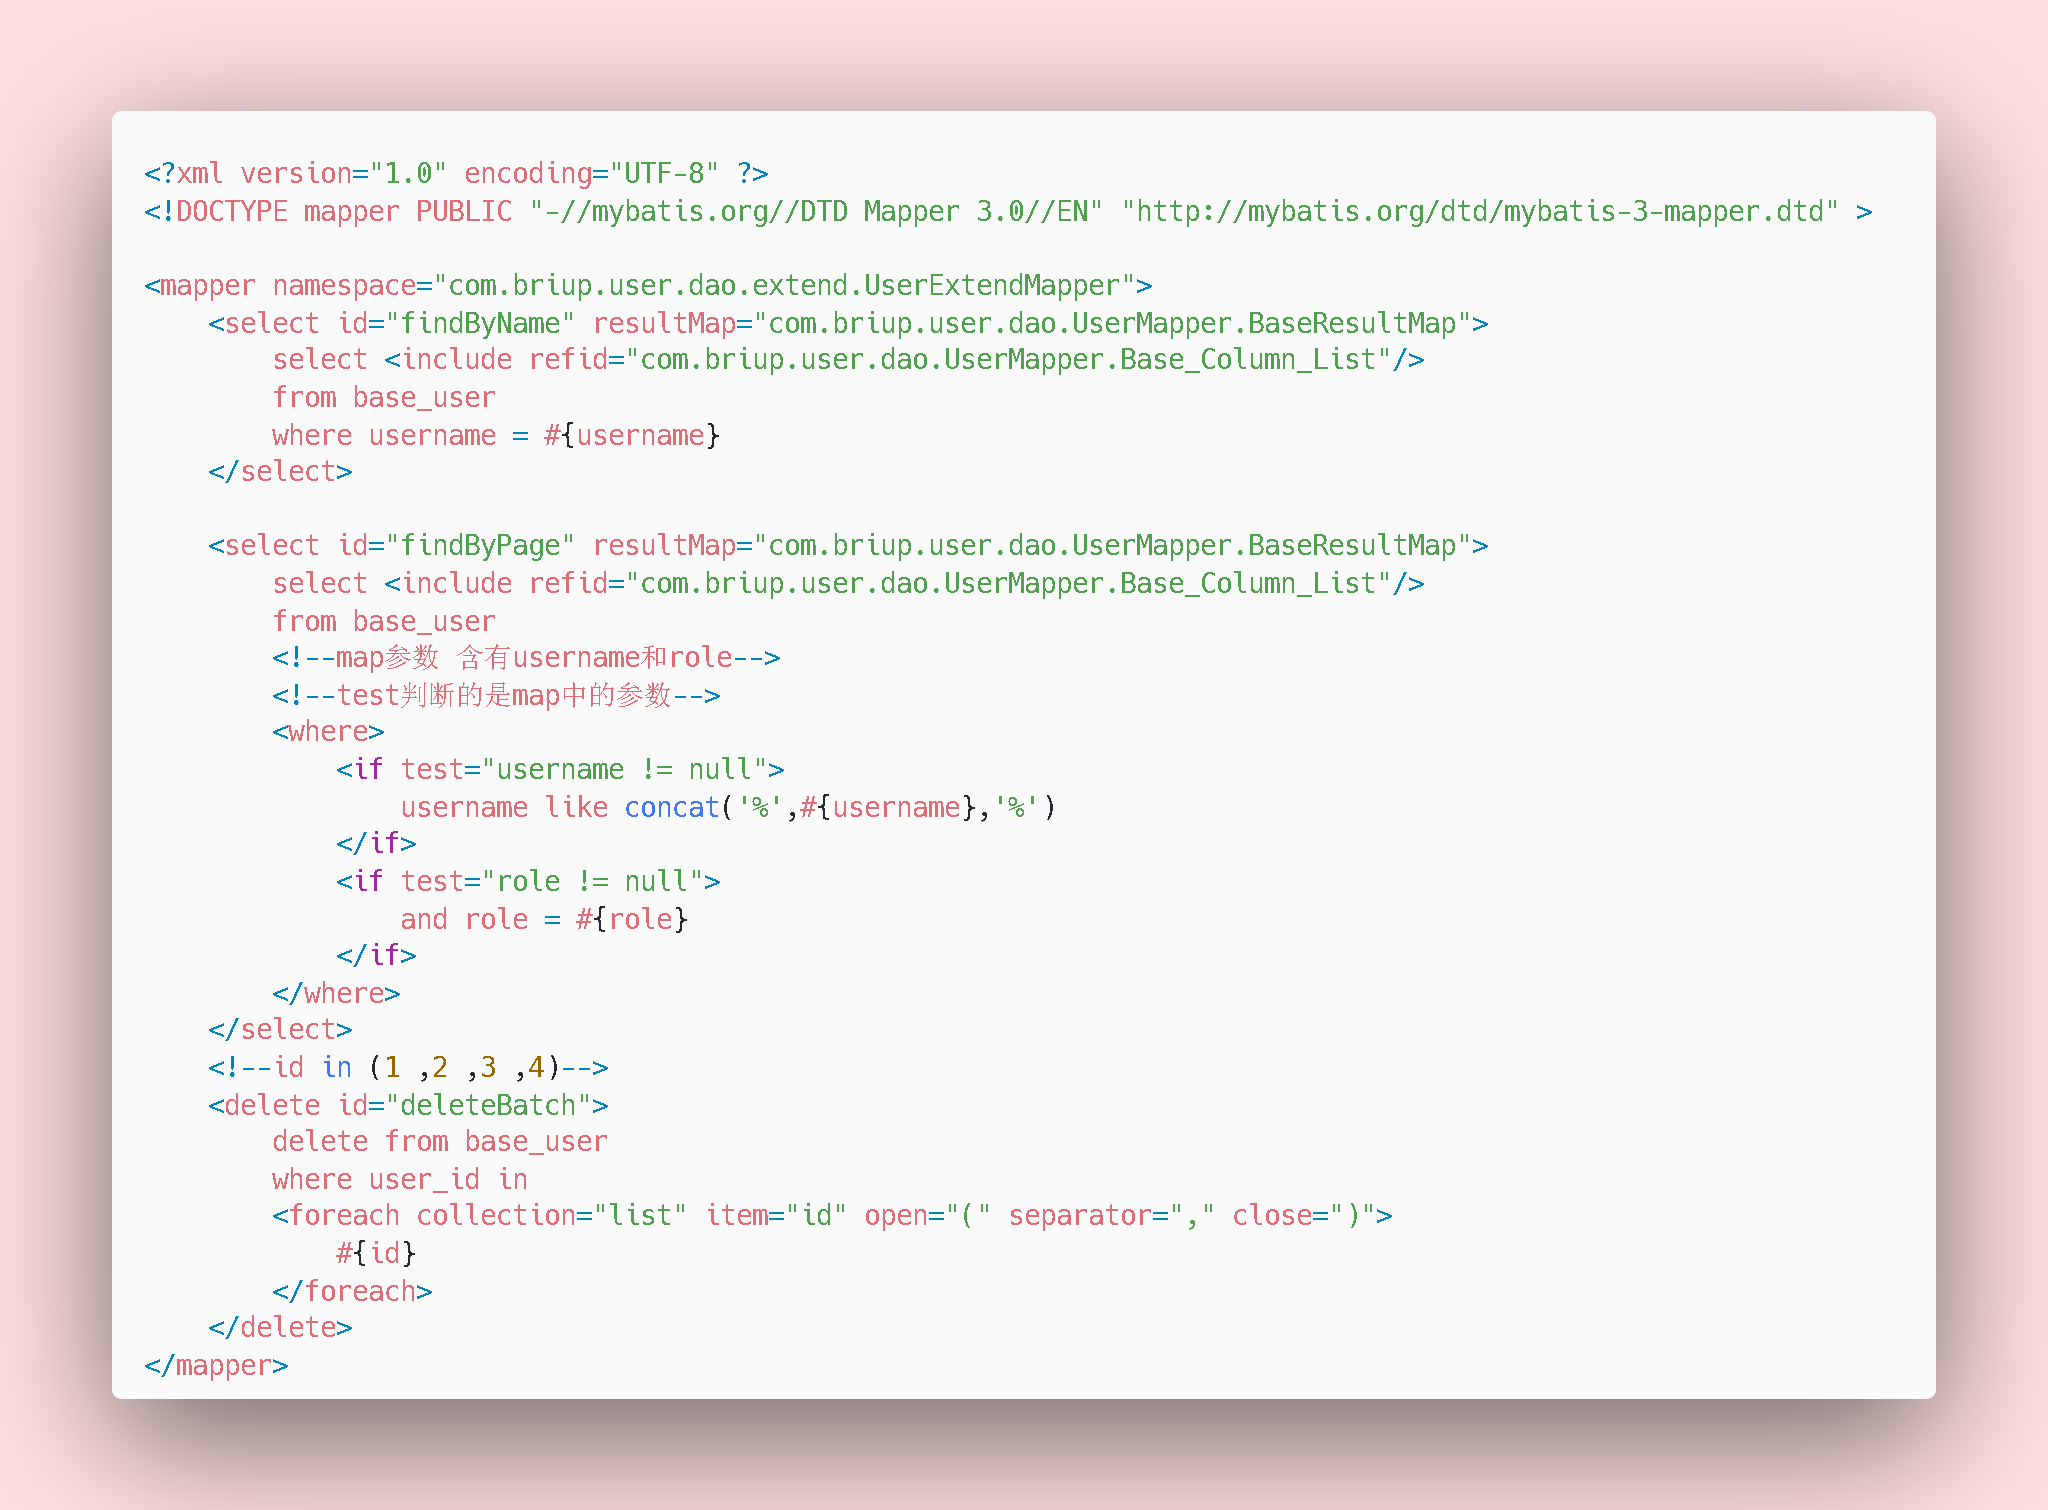 <?xml version="1.0" encoding="UTF-8" ?>
<!DOCTYPE mapper PUBLIC "-//mybatis.org//DTD Mapper 3.0//EN" "http://mybatis.org/dtd/mybatis-3-mapper.dtd" >

<mapper namespace="com.briup.user.dao.extend.UserExtendMapper">
    <select id="findByName" resultMap="com.briup.user.dao.UserMapper.BaseResultMap">
        select <include refid="com.briup.user.dao.UserMapper.Base_Column_List"/>
        from base_user
        where username = #{username}
    </select>

    <select id="findByPage" resultMap="com.briup.user.dao.UserMapper.BaseResultMap">
        select <include refid="com.briup.user.dao.UserMapper.Base_Column_List"/>
        from base_user
        <!--map参数 含有username和role-->
        <!--test判断的是map中的参数-->
        <where>
            <if test="username != null">
                username like concat('%',#{username},'%')
            </if>
            <if test="role != null">
                and role = #{role}
            </if>
        </where>
    </select>
    <!--id in (1 ,2 ,3 ,4)-->
    <delete id="deleteBatch">
        delete from base_user
        where user_id in
        <foreach collection="list" item="id" open="(" separator="," close=")">
            #{id}
        </foreach>
    </delete>
</mapper>